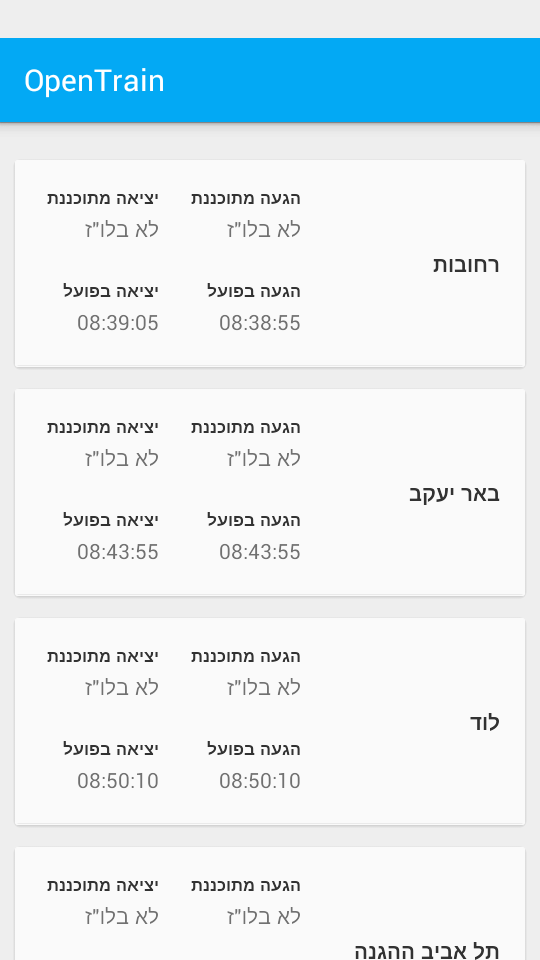 OpenTrain
הגעה מתוכננת יציאה מתוכננת
לא בלו"ז לא בלו"ז
רחובות
הגעה בפועל יציאה בפועל
08:38:55 08:39:05
הגעה מתוכננת יציאה מתוכננת
לא בלו"ז לא בלו"ז
באר יעקב
הגעה בפועל יציאה בפועל
08:43:55 08:43:55
הגעה מתוכננת יציאה מתוכננת
לא בלו"ז לא בלו"ז
לוד
הגעה בפועל יציאה בפועל
08:50:10 08:50:10
הגעה מתוכננת יציאה מתוכננת
לא בלו"ז לא בלו"ז
תל אביב ההגנה